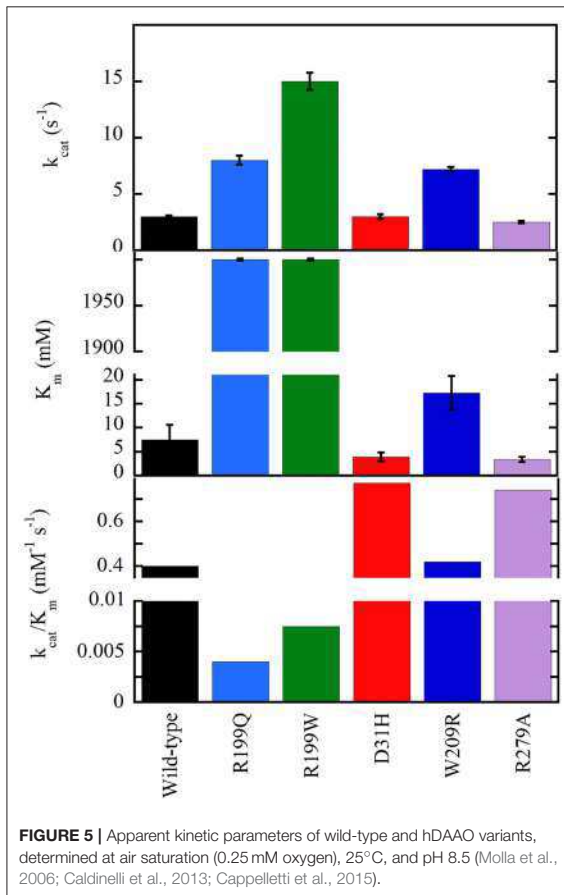 15
10
5
0
k_cat (s⁻¹)
1950
1900
20
15
10
5
0
K_m (mM)
0.6
0.4
0.01
0.005
0
k_cat/K_m (mM⁻¹ s⁻¹)
Wild-type
R199Q
R199W
D31H
W209R
R279A
FIGURE 5 | Apparent kinetic parameters of wild-type and hDAAO variants,
determined at air saturation (0.25 mM oxygen), 25°C, and pH 8.5 (Molla et al.,
2006; Caldinelli et al., 2013; Cappelletti et al., 2015).